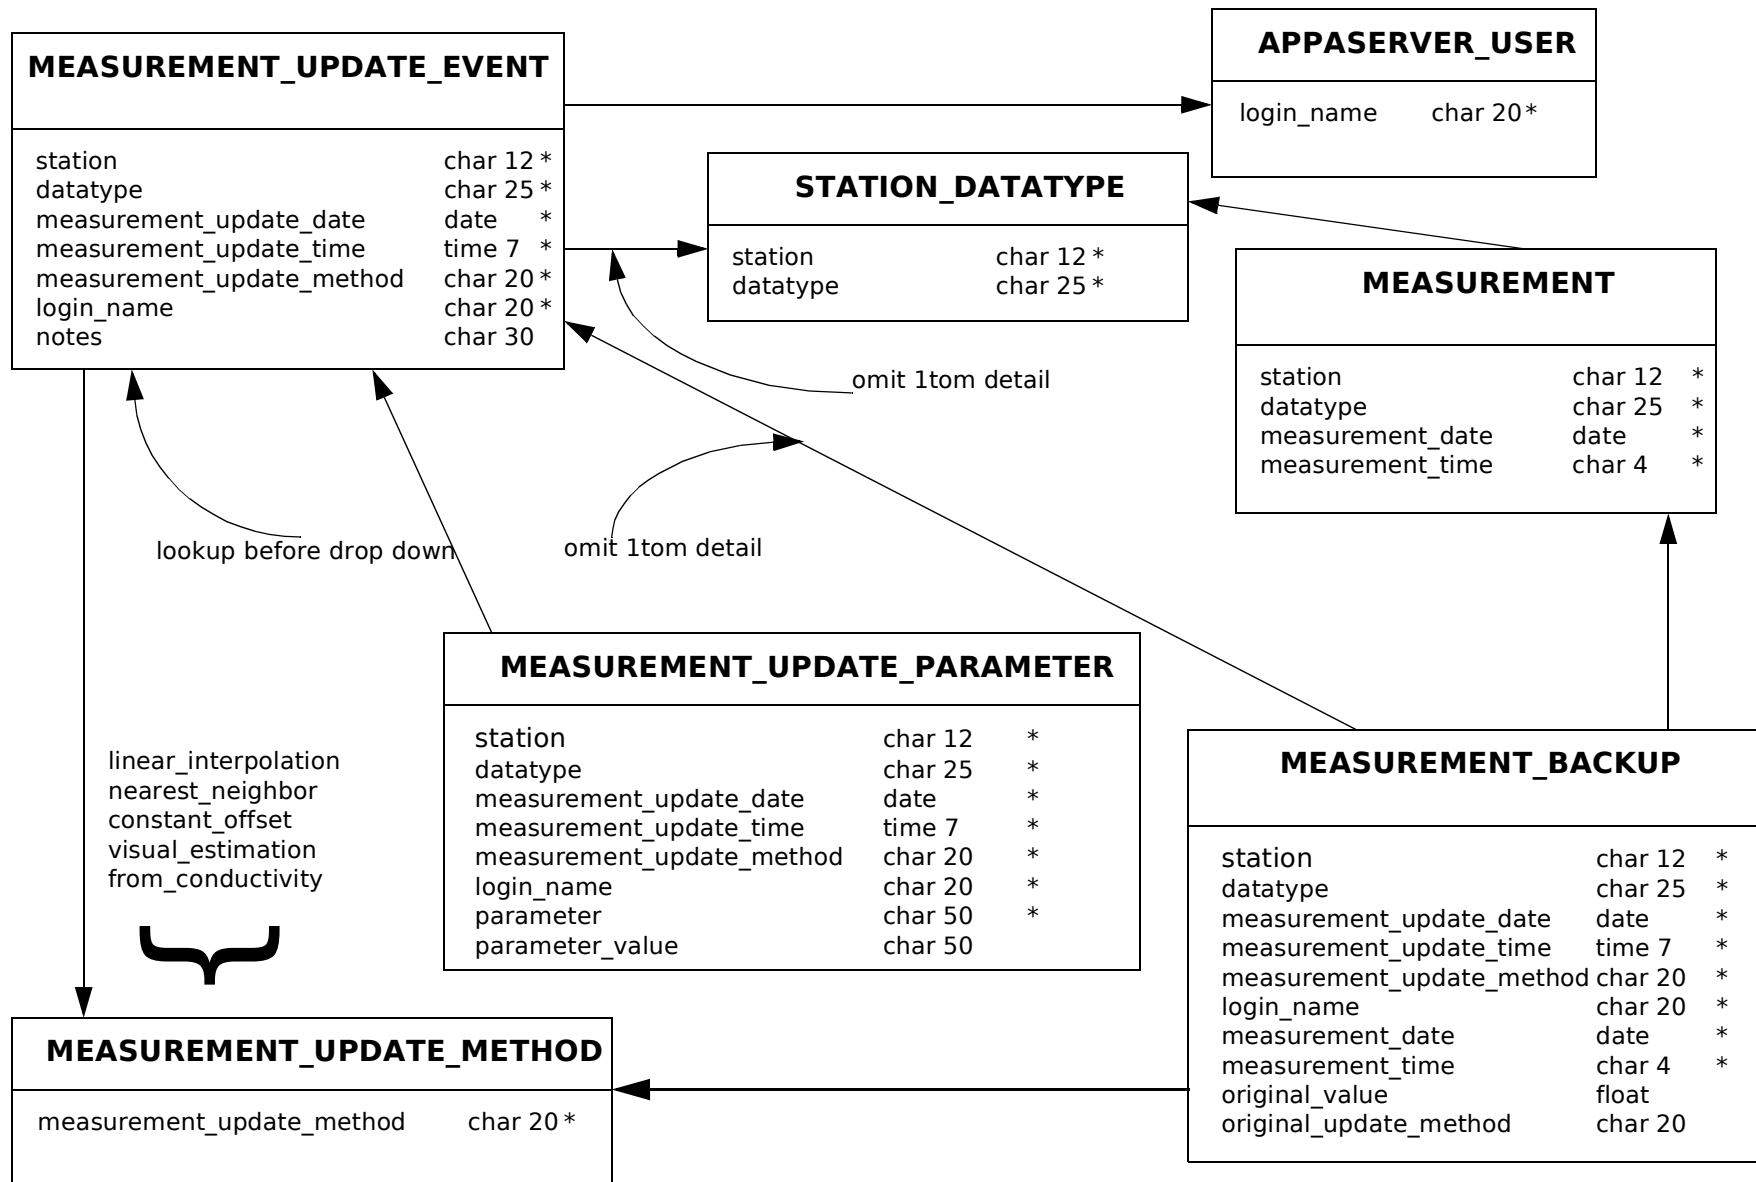 MEASUREMENT_UPDATE_EVENT
station char 12 *
datatype char 25 *
measurement_update_date date *
measurement_update_time time 7 *
measurement_update_method char 20 *
login_name char 20 *
notes char 30
APPASERVER_USER
login_name char 20 *
STATION_DATATYPE
station char 12 *
datatype char 25 *
MEASUREMENT
station char 12 *
datatype char 25 *
measurement_date date *
measurement_time char 4 *
omit 1tom detail
lookup before drop down
omit 1tom detail
MEASUREMENT_UPDATE_PARAMETER
station char 12 *
datatype char 25 *
measurement_update_date date *
measurement_update_time time 7 *
measurement_update_method char 20 *
login_name char 20 *
parameter char 50 *
parameter_value char 50
linear_interpolation
nearest_neighbor
constant_offset
visual_estimation
from_conductivity
MEASUREMENT_BACKUP
station char 12 *
datatype char 25 *
measurement_update_date date *
measurement_update_time time 7 *
measurement_update_method char 20 *
login_name char 20 *
measurement_date date *
measurement_time char 4 *
original_value float
original_update_method char 20
MEASUREMENT_UPDATE_METHOD
measurement_update_method char 20 *